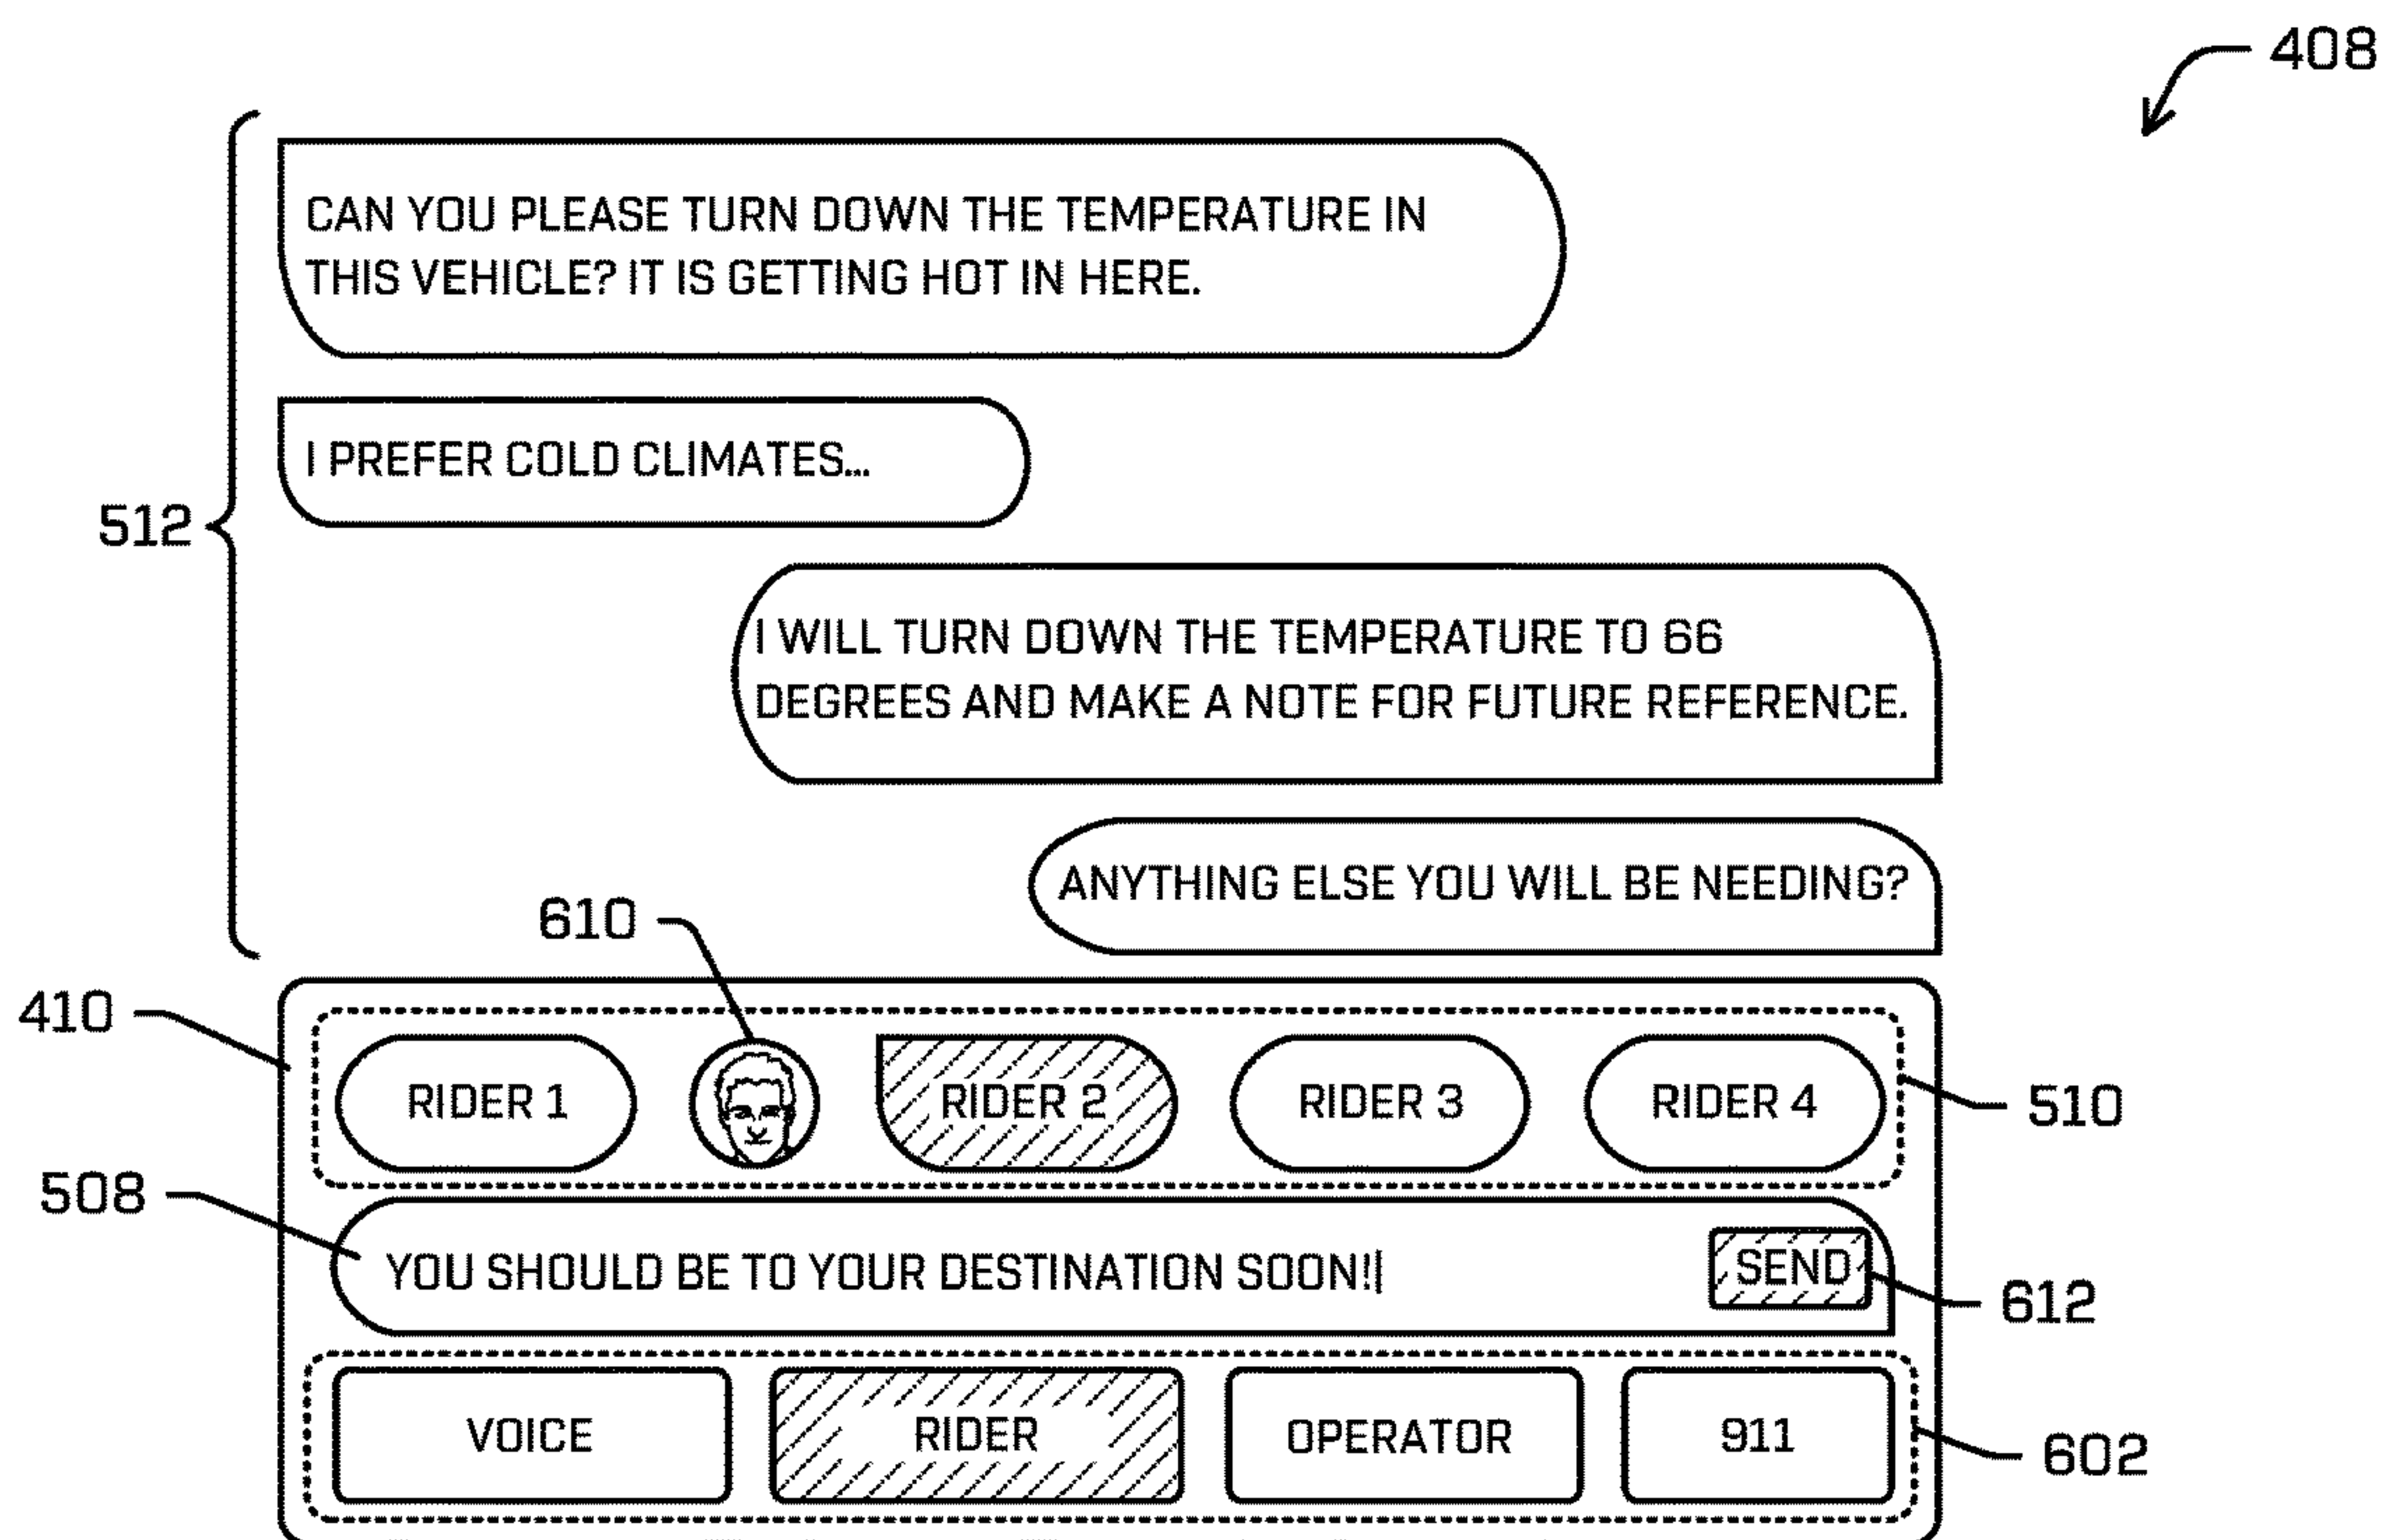 408
CAN YOU PLEASE TURN DOWN THE TEMPERATURE IN
THIS VEHICLE? IT IS GETTING HOT IN HERE.
I PREFER COLD CLIMATES...
512
I WILL TURN DOWN THE TEMPERATURE TO 66
DEGREES AND MAKE A NOTE FOR FUTURE REFERENCE.
ANYTHING ELSE YOU WILL BE NEEDING?
610
410
RIDER 1 RIDER 2 RIDER 3 RIDER 4
510
508
YOU SHOULD BE TO YOUR DESTINATION SOON!
SEND
612
VOICE RIDER OPERATOR 911
602